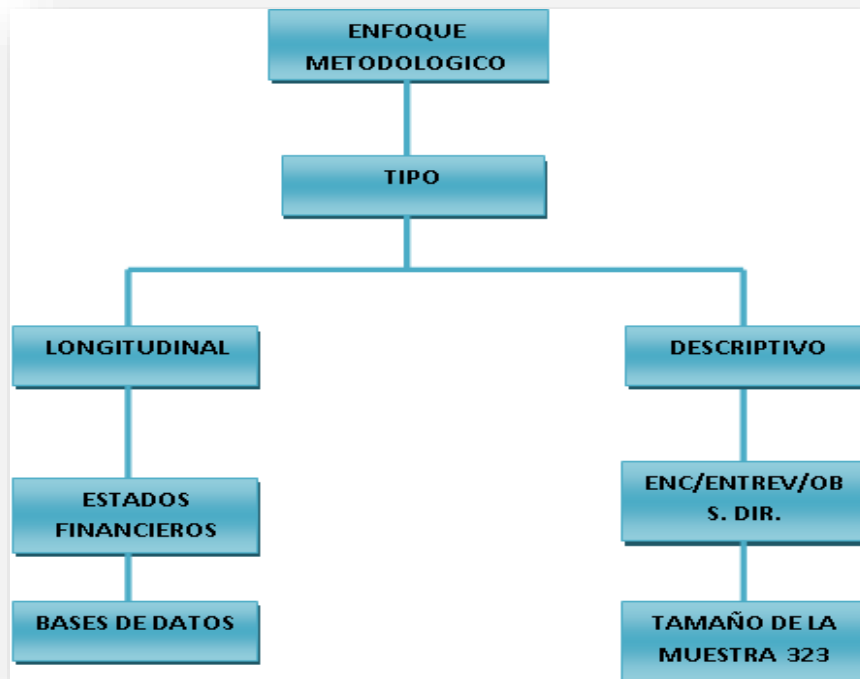 ENFOQUE
METODOLOGICO
TIPO
LONGITUDINAL
DESCRIPTIVO
ESTADOS
FINANCIEROS
ENC/ENTREV/OB
S. DIR.
BASES DE DATOS
TAMAÑO DE LA
MUESTRA 323